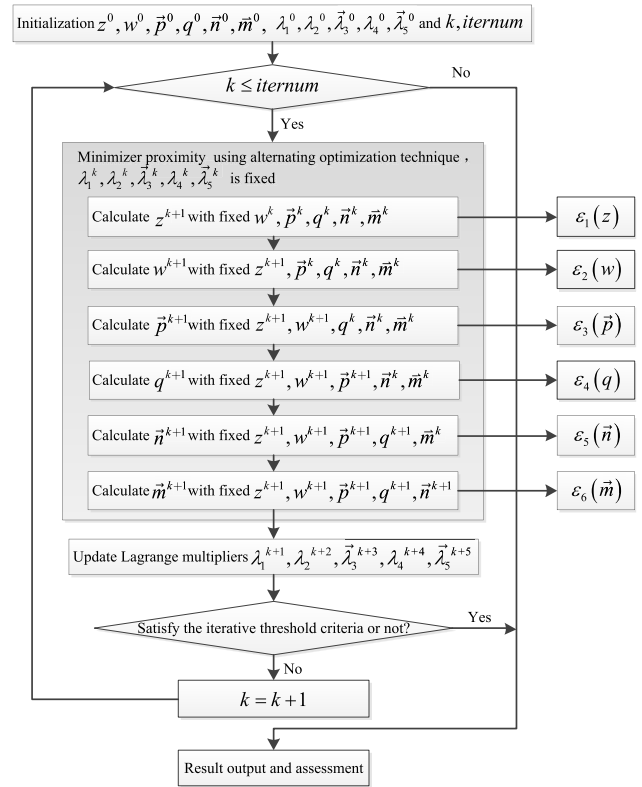 Initialization z⁰, w⁰, p⃗⁰, q⁰, n⃗⁰, m⃗⁰, λ₁⁰, λ₂⁰, λ⃗₃⁰, λ₄⁰, λ⃗₅⁰ and k, iternum
k ≤ iternum
No
Yes
Minimizer proximity using alternating optimization technique ,
λ₁ᵏ, λ₂ᵏ, λ⃗₃ᵏ, λ₄ᵏ, λ⃗₅ᵏ is fixed
Calculate zᵏ⁺¹ with fixed wᵏ, p⃗ᵏ, qᵏ, n⃗ᵏ, m⃗ᵏ
ε₁(z)
Calculate wᵏ⁺¹ with fixed zᵏ⁺¹, p⃗ᵏ, qᵏ, n⃗ᵏ, m⃗ᵏ
ε₂(w)
Calculate p⃗ᵏ⁺¹ with fixed zᵏ⁺¹, wᵏ⁺¹, qᵏ, n⃗ᵏ, m⃗ᵏ
ε₃(p⃗)
Calculate qᵏ⁺¹ with fixed zᵏ⁺¹, wᵏ⁺¹, p⃗ᵏ⁺¹, n⃗ᵏ, m⃗ᵏ
ε₄(q)
Calculate n⃗ᵏ⁺¹ with fixed zᵏ⁺¹, wᵏ⁺¹, p⃗ᵏ⁺¹, qᵏ⁺¹, m⃗ᵏ
ε₅(n⃗)
Calculate m⃗ᵏ⁺¹ with fixed zᵏ⁺¹, wᵏ⁺¹, p⃗ᵏ⁺¹, qᵏ⁺¹, n⃗ᵏ⁺¹
ε₆(m⃗)
Update Lagrange multipliers λ₁ᵏ⁺¹, λ₂ᵏ⁺², λ⃗₃ᵏ⁺³, λ₄ᵏ⁺⁴, λ⃗₅ᵏ⁺⁵
Satisfy the iterative threshold criteria or not?
Yes
No
k = k + 1
Result output and assessment